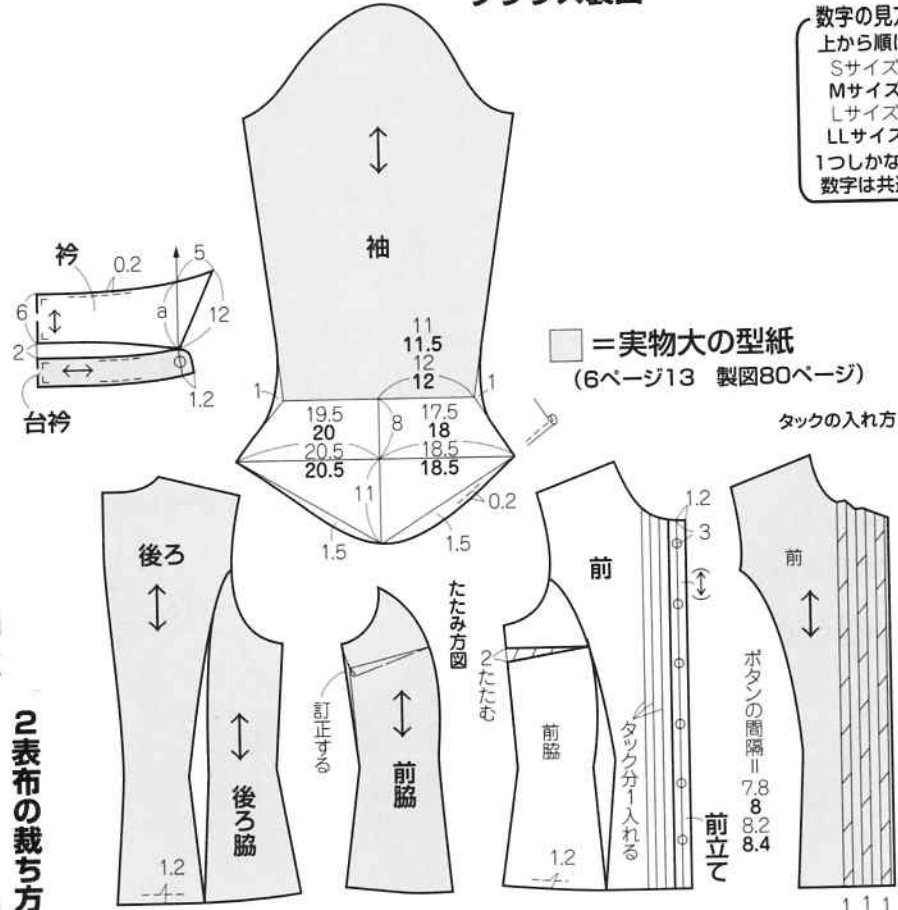 ブラウス製図
数字の見方
上から順に
Sサイズ
Mサイズ
Lサイズ
LLサイズ
1つしかない
数字は共通
袖
衿
0.2
5
6
a
12
2
1.2
台衿
11
11.5
12
12
1
1
19.5
20
20.5
20.5
8
17.5
18
18.5
18.5
11
0.2
1.5
1.5
=実物大の型紙
(6ページ13 製図80ページ)
タックの入れ方
後ろ
後ろ脇
1.2
たたみ方図
訂正する
前脇
前
1.2
3
2
たたむ
前脇
タック分1入れる
1.2
前立て
前
ボタンの間隔=
7.8
8
8.2
8.4
1 1 1
2表布の裁ち方